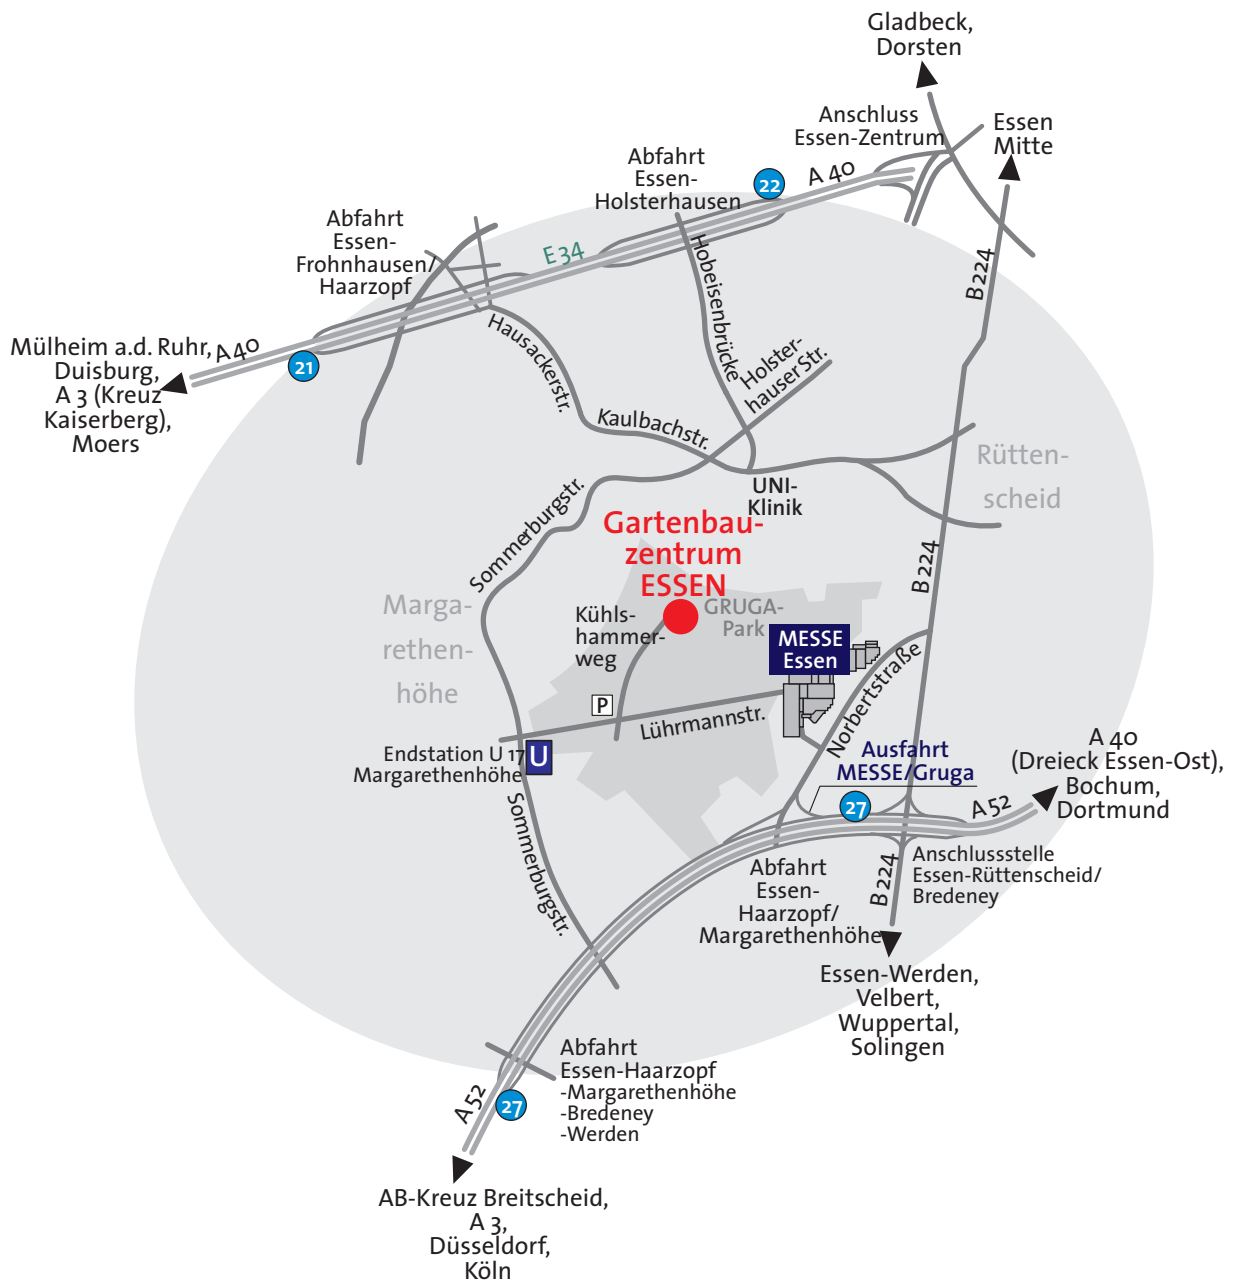 Gladbeck,
Dorsten
Anschluss
Essen-Zentrum
Essen
Mitte
Abfahrt
Essen-
Holsterhausen
22
A 40
Abfahrt
Essen-
Frohnhausen/
Haarzopf
E 34
B 224
Hobeisenbrücke
Mülheim a.d. Ruhr,
Duisburg,
A 3 (Kreuz
Kaiserberg),
Moers
A 40
21
Hausackerstr.
Holster-
hauser Str.
Kaulbachstr.
Rütten-
scheid
UNI-
Klinik
Sommerburgstr.
Gartenbau-
zentrum
ESSEN
B 224
Marga-
rethen-
höhe
Kühls-
hammer-
weg
GRUGA-
Park
MESSE
Essen
P
Lührmannstr.
Norbertstraße
Endstation U 17
Margarethenhöhe
U
Ausfahrt
MESSE/Gruga
27
A 40
(Dreieck Essen-Ost),
Bochum,
Dortmund
A 52
Sommerburgstr.
Abfahrt
Essen-
Haarzopf/
Margarethenhöhe
B 224
Anschlussstelle
Essen-Rüttenscheid/
Bredeney
Essen-Werden,
Velbert,
Wuppertal,
Solingen
Abfahrt
Essen-Haarzopf
-Margarethenhöhe
-Bredeney
-Werden
A 52
27
AB-Kreuz Breitscheid,
A 3,
Düsseldorf,
Köln